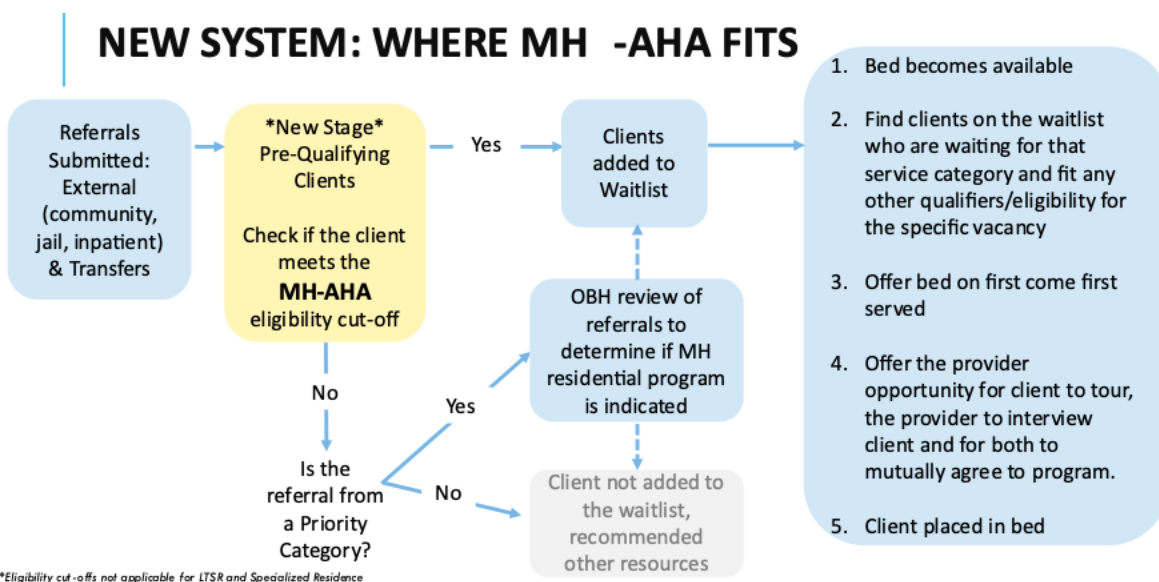 NEW SYSTEM: WHERE MH -AHA FITS
Referrals
Submitted:
External
(community,
jail, inpatient)
& Transfers
*New Stage*
Pre-Qualifying
Clients
Check if the client
meets the
MH-AHA
eligibility cut-off
Yes
Clients
added to
Waitlist
No
Is the
referral from
a Priority
Category?
Yes
No
OBH review of
referrals to
determine if MH
residential program
is indicated
Client not added to
the waitlist,
recommended
other resources
1. Bed becomes available
2. Find clients on the waitlist
who are waiting for that
service category and fit any
other qualifiers/eligibility for
the specific vacancy
3. Offer bed on first come first
served
4. Offer the provider
opportunity for client to tour,
the provider to interview
client and for both to
mutually agree to program.
5. Client placed in bed
*Eligibility cut-offs not applicable for LTSR and Specialized Residence